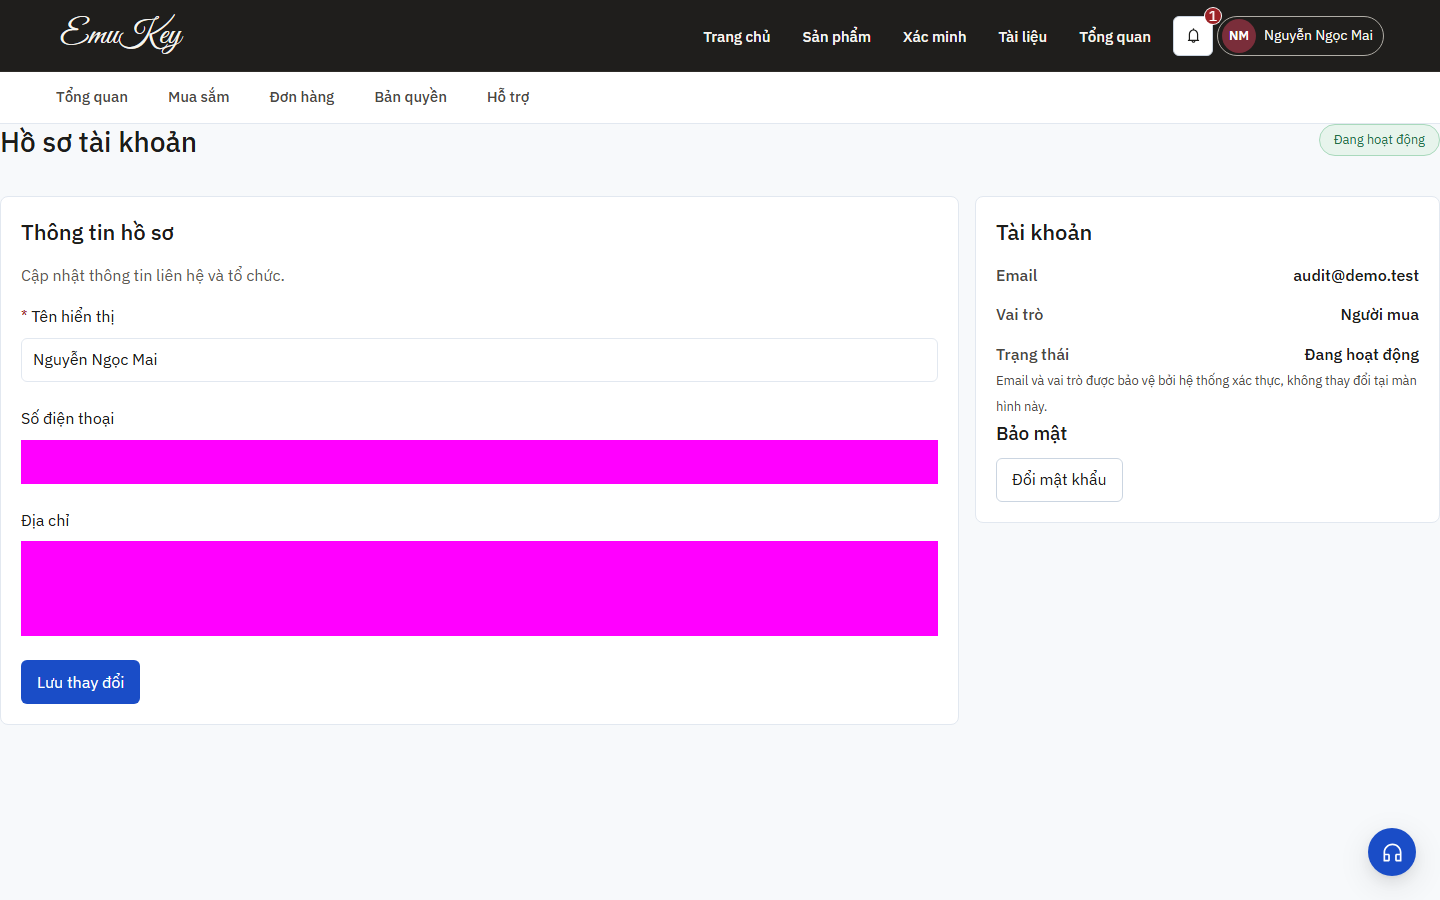 EmuKey
Trang chủ
Sản phẩm
Xác minh
Tài liệu
Tổng quan
1
NM
Nguyễn Ngọc Mai
Tổng quan
Mua sắm
Đơn hàng
Bản quyền
Hỗ trợ
Hồ sơ tài khoản
Đang hoạt động
Thông tin hồ sơ
Cập nhật thông tin liên hệ và tổ chức.
* Tên hiển thị
Nguyễn Ngọc Mai
Số điện thoại
Địa chỉ
Lưu thay đổi
Tài khoản
Email audit@demo.test
Vai trò Người mua
Trạng thái Đang hoạt động
Email và vai trò được bảo vệ bởi hệ thống xác thực, không thay đổi tại màn
hình này.
Bảo mật
Đổi mật khẩu